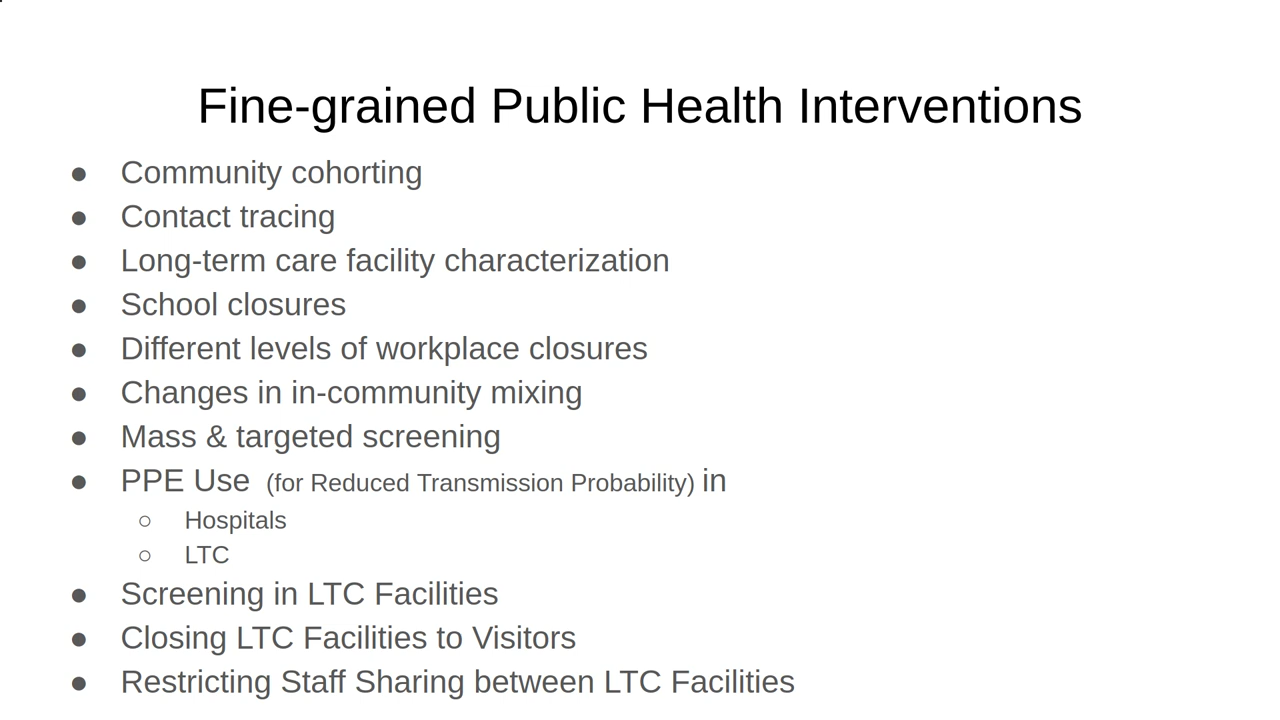 Fine-grained Public Health Interventions
● Community cohorting
● Contact tracing
● Long-term care facility characterization
● School closures
● Different levels of workplace closures
● Changes in in-community mixing
● Mass & targeted screening
● PPE Use (for Reduced Transmission Probability) in
○ Hospitals
○ LTC
● Screening in LTC Facilities
● Closing LTC Facilities to Visitors
● Restricting Staff Sharing between LTC Facilities